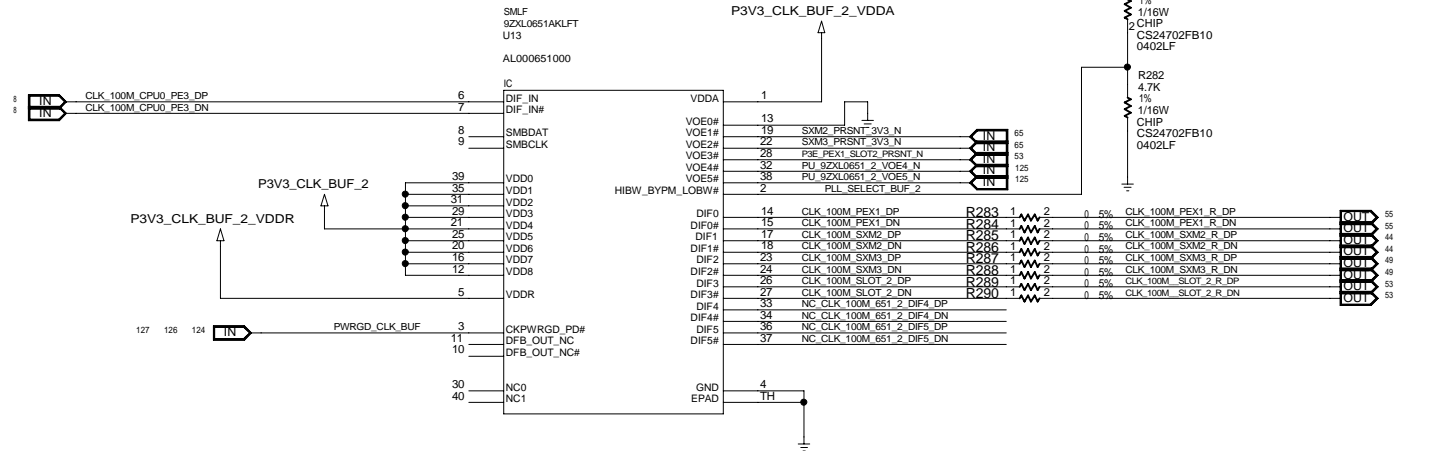 SMLF
9ZXL0651AKLFT
U13
AL000651000
IC
P3V3_CLK_BUF_2_VDDA
1%
1/16W
2 CHIP
CS24702FB10
0402LF
R282
4.7K
1%
1/16W
CHIP
CS24702FB10
0402LF
8 IN CLK_100M_CPU0_PE3_DP 6 DIF_IN
8 IN CLK_100M_CPU0_PE3_DN 7 DIF_IN#
8 SMBDAT
9 SMBCLK
P3V3_CLK_BUF_2
P3V3_CLK_BUF_2_VDDR
39 VDD0
35 VDD1
31 VDD2
29 VDD3
21 VDD4
25 VDD5
20 VDD6
16 VDD7
12 VDD8
5 VDDR
127 126 124 IN PWRGD_CLK_BUF 3 CKPWRGD_PD#
11 DFB_OUT_NC
10 DFB_OUT_NC#
30 NC0
40 NC1
VDDA 1
VOE0# 13
VOE1# 19 SXM2_PRSNT_3V3_N IN 65
VOE2# 22 SXM3_PRSNT_3V3_N IN 65
VOE3# 28 P3E_PEX1_SLOT2_PRSNT_N IN 53
VOE4# 32 PU_9ZXL0651_2_VOE4_N IN 125
VOE5# 38 PU_9ZXL0651_2_VOE5_N IN 125
HIBW_BYPM_LOBW# 2 PLL_SELECT_BUF_2
DIF0 14 CLK_100M_PEX1_DP R283 1 2 0 5% CLK_100M_PEX1_R_DP OUT 55
DIF0# 15 CLK_100M_PEX1_DN R284 1 2 0 5% CLK_100M_PEX1_R_DN OUT 55
DIF1 17 CLK_100M_SXM2_DP R285 1 2 0 5% CLK_100M_SXM2_R_DP OUT 44
DIF1# 18 CLK_100M_SXM2_DN R286 1 2 0 5% CLK_100M_SXM2_R_DN OUT 44
DIF2 23 CLK_100M_SXM3_DP R287 1 2 0 5% CLK_100M_SXM3_R_DP OUT 49
DIF2# 24 CLK_100M_SXM3_DN R288 1 2 0 5% CLK_100M_SXM3_R_DN OUT 49
DIF3 26 CLK_100M_SLOT_2_DP R289 1 2 0 5% CLK_100M__SLOT_2_R_DP OUT 53
DIF3# 27 CLK_100M_SLOT_2_DN R290 1 2 0 5% CLK_100M__SLOT_2_R_DN OUT 53
DIF4 33 NC_CLK_100M_651_2_DIF4_DP
DIF4# 34 NC_CLK_100M_651_2_DIF4_DN
DIF5 36 NC_CLK_100M_651_2_DIF5_DP
DIF5# 37 NC_CLK_100M_651_2_DIF5_DN
GND 4
EPAD TH